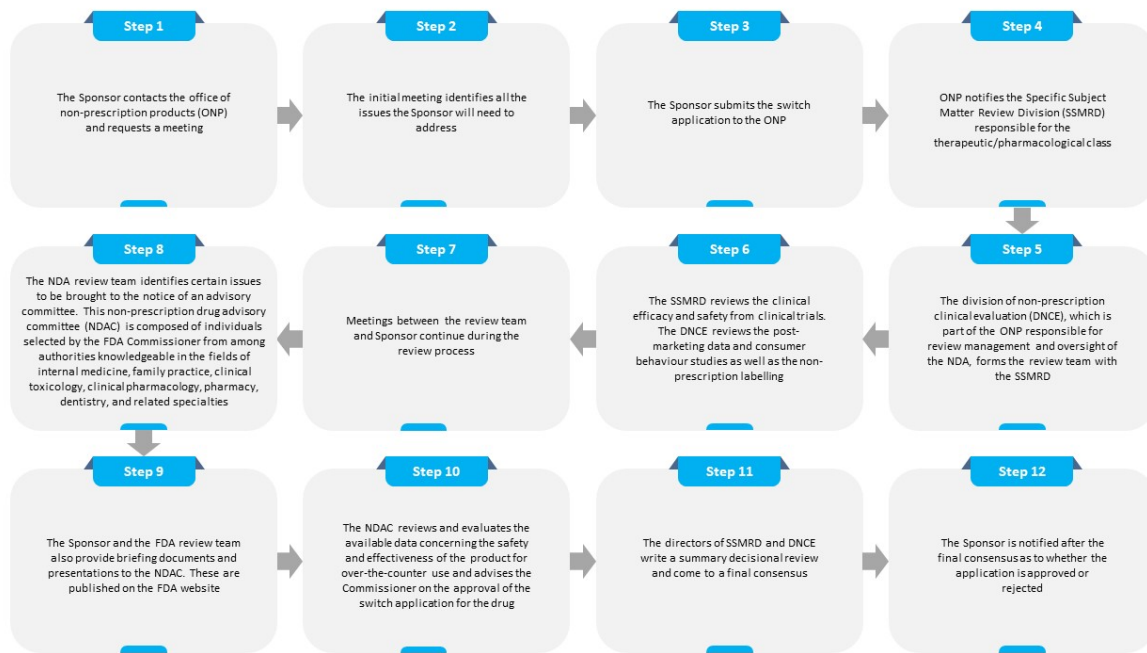 Step 1
The Sponsor contacts the office of
non-prescription products (ONP)
and requests a meeting
Step 2
The initial meeting identifies all the
issues the Sponsor will need to
address
Step 3
The Sponsor submits the switch
application to the ONP
Step 4
ONP notifies the Specific Subject
Matter Review Division (SSMRD)
responsible for the
therapeutic/pharmacological class
Step 5
The division of non-prescription
clinical evaluation (DNCE), which is
part of the ONP responsible for
review management and oversight
of the NDA, forms the review team with
the SSMRD
Step 6
The SSMRD reviews the clinical
efficacy and safety from clinical trials.
The DNCE reviews the post-
marketing data and consumer
behaviour studies as well as the non-
prescription labelling
Step 7
Meetings between the review team
and Sponsor continue during the
review process
Step 8
The NDA review team identifies certain issues
to be brought to the notice of an advisory
committee. This non-prescription drug advisory
committee (NDAC) is composed of individuals
selected by the FDA Commissioner from among
authorities knowledgeable in the fields of
internal medicine, family practice, clinical
toxicology, clinical pharmacology, pharmacy,
dentistry, and related specialties
Step 9
The Sponsor and the FDA review team
also provide briefing documents and
presentations to the NDAC. These are
published on the FDA website
Step 10
The NDAC reviews and evaluates the
available data concerning the safety
and effectiveness of the product for
over-the-counter use and advises the
Commissioner on the approval of the
switch application for the drug
Step 11
The directors of SSMRD and DNCE
write a summary decisional review
and come to a final consensus
Step 12
The Sponsor is notified after the
final consensus as to whether the
application is approved or
rejected